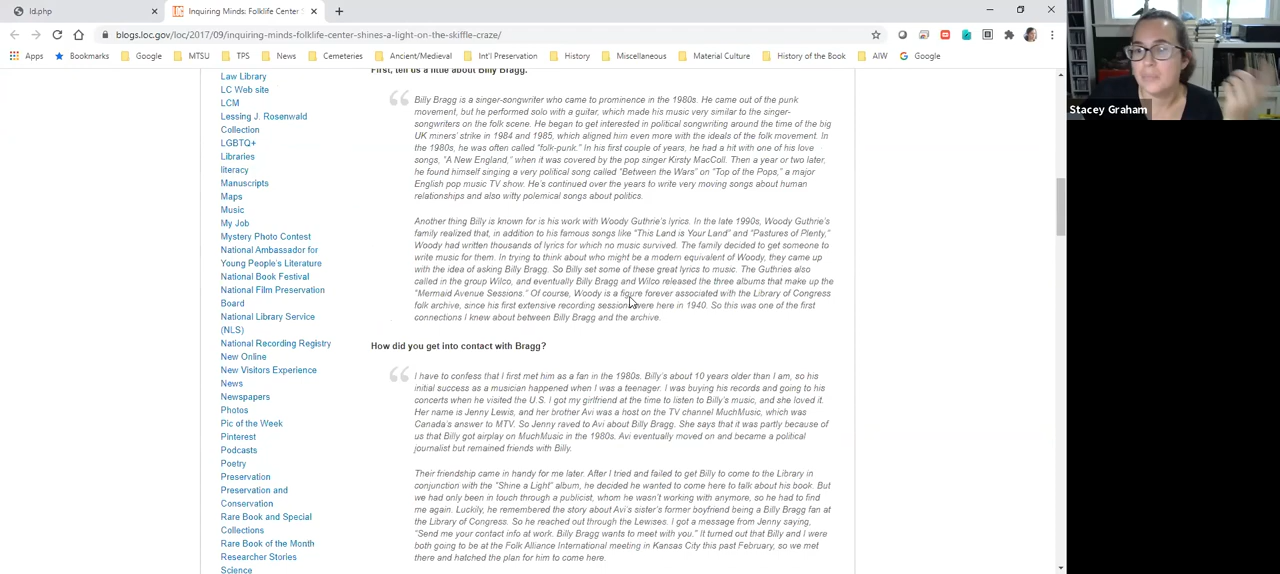 ld.php
Inquiring Minds: Folklife Center S
blogs.loc.gov/loc/2017/09/inquiring-minds-folklife-center-shines-a-light-on-the-skiffle-craze/
Apps Bookmarks Google MTSU TPS News Cemeteries Ancient/Medieval Int'l Preservation History Miscellaneous Material Culture History of the Book AIW Google
Stacey Graham
Law Library
LC Web site
LCM
Lessing J. Rosenwald
Collection
LGBTQ+
Libraries
literacy
Manuscripts
Maps
Music
My Job
Mystery Photo Contest
National Ambassador for
Young People's Literature
National Book Festival
National Film Preservation
Board
National Library Service
(NLS)
National Recording Registry
New Online
New Visitors Experience
News
Newspapers
Photos
Pic of the Week
Pinterest
Podcasts
Poetry
Preservation
Preservation and
Conservation
Rare Book and Special
Collections
Rare Book of the Month
Researcher Stories
Science
First, tell us a little about Billy Bragg.
Billy Bragg is a singer-songwriter who came to prominence in the 1980s. He came out of the punk
movement, but he performed solo with a guitar, which made his music very similar to the singer-
songwriters on the folk scene. He began to get interested in political songwriting around the time of the big
UK miners' strike in 1984 and 1985, which aligned him even more with the ideals of the folk movement. In
the 1980s, he was often called "folk-punk." In his first couple of years, he had a hit with one of his love
songs, "A New England," when it was covered by the pop singer Kirsty MacColl. Then a year or two later,
he found himself singing a very political song called "Between the Wars" on "Top of the Pops," a major
English pop music TV show. He's continued over the years to write very moving songs about human
relationships and also witty polemical songs about politics.
Another thing Billy is known for is his work with Woody Guthrie's lyrics. In the late 1990s, Woody Guthrie's
family realized that, in addition to his famous songs like "This Land is Your Land" and "Pastures of Plenty,"
Woody had written thousands of lyrics for which no music survived. The family decided to get someone to
write music for them. In trying to think about who might be a modern equivalent of Woody, they came up
with the idea of asking Billy Bragg. So Billy set some of these great lyrics to music. The Guthries also
called in the group Wilco, and eventually Billy Bragg and Wilco released the three albums that make up the
"Mermaid Avenue Sessions." Of course, Woody is a figure forever associated with the Library of Congress
folk archive, since his first extensive recording sessions were here in 1940. So this was one of the first
connections I knew about between Billy Bragg and the archive.
How did you get into contact with Bragg?
I have to confess that I first met him as a fan in the 1980s. Billy's about 10 years older than I am, so his
initial success as a musician happened when I was a teenager. I was buying his records and going to his
concerts when he visited the U.S. I got my girlfriend at the time to listen to Billy's music, and she loved it.
Her name is Jenny Lewis, and her brother Avi was a host on the TV channel MuchMusic, which was
Canada's answer to MTV. So Jenny raved to Avi about Billy Bragg. She says that it was partly because of
us that Billy got airplay on MuchMusic in the 1980s. Avi eventually moved on and became a political
journalist but remained friends with Billy.
Their friendship came in handy for me later. After I tried and failed to get Billy to come to the Library in
conjunction with the "Shine a Light" album, he decided he wanted to come here to talk about his book. But
we had only been in touch through a publicist, whom he wasn't working with anymore, so he had to find
me again. Luckily, he remembered the story about Avi's sister's former boyfriend being a Billy Bragg fan at
the Library of Congress. So he reached out through the Lewises. I got a message from Jenny saying,
"Send me your contact info at work. Billy Bragg wants to meet with you." It turned out that Billy and I were
both going to be at the Folk Alliance International meeting in Kansas City this past February, so we met
there and hatched the plan for him to come here.